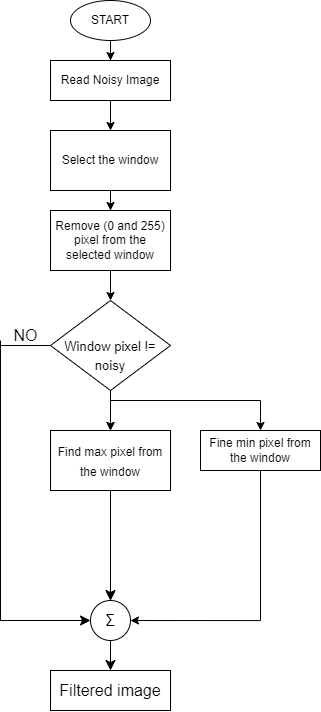 START
Read Noisy Image
Select the window
Remove (0 and 255)
pixel from the
selected window
NO
Window pixel !=
noisy
Find max pixel from
the window
Fine min pixel from
the window
Σ
Filtered image